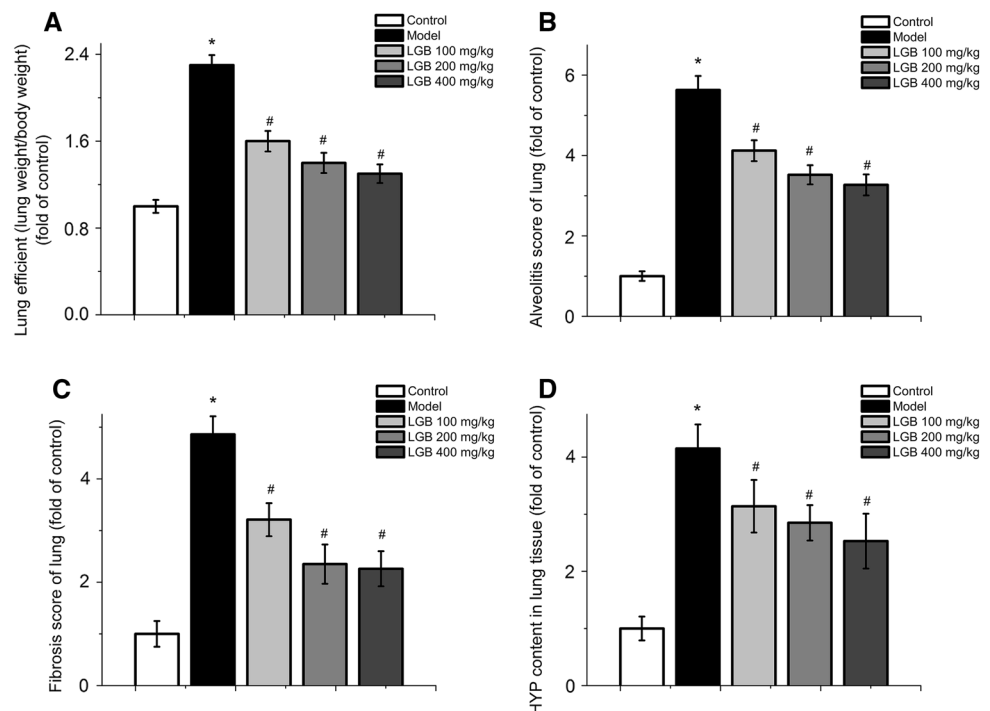 A
Control
Model
LGB 100 mg/kg
LGB 200 mg/kg
LGB 400 mg/kg
Lung efficient (lung weight/body weight)
(fold of control)
2.4
1.6
0.8
0.0
*
#
#
#
B
Control
Model
LGB 100 mg/kg
LGB 200 mg/kg
LGB 400 mg/kg
Alveolitis score of lung (fold of control)
6
4
2
0
*
#
#
#
C
Control
Model
LGB 100 mg/kg
LGB 200 mg/kg
LGB 400 mg/kg
Fibrosis score of lung (fold of control)
4
2
0
*
#
#
#
D
Control
Model
LGB 100 mg/kg
LGB 200 mg/kg
LGB 400 mg/kg
HYP content in lung tissue (fold of control)
4
2
0
*
#
#
#